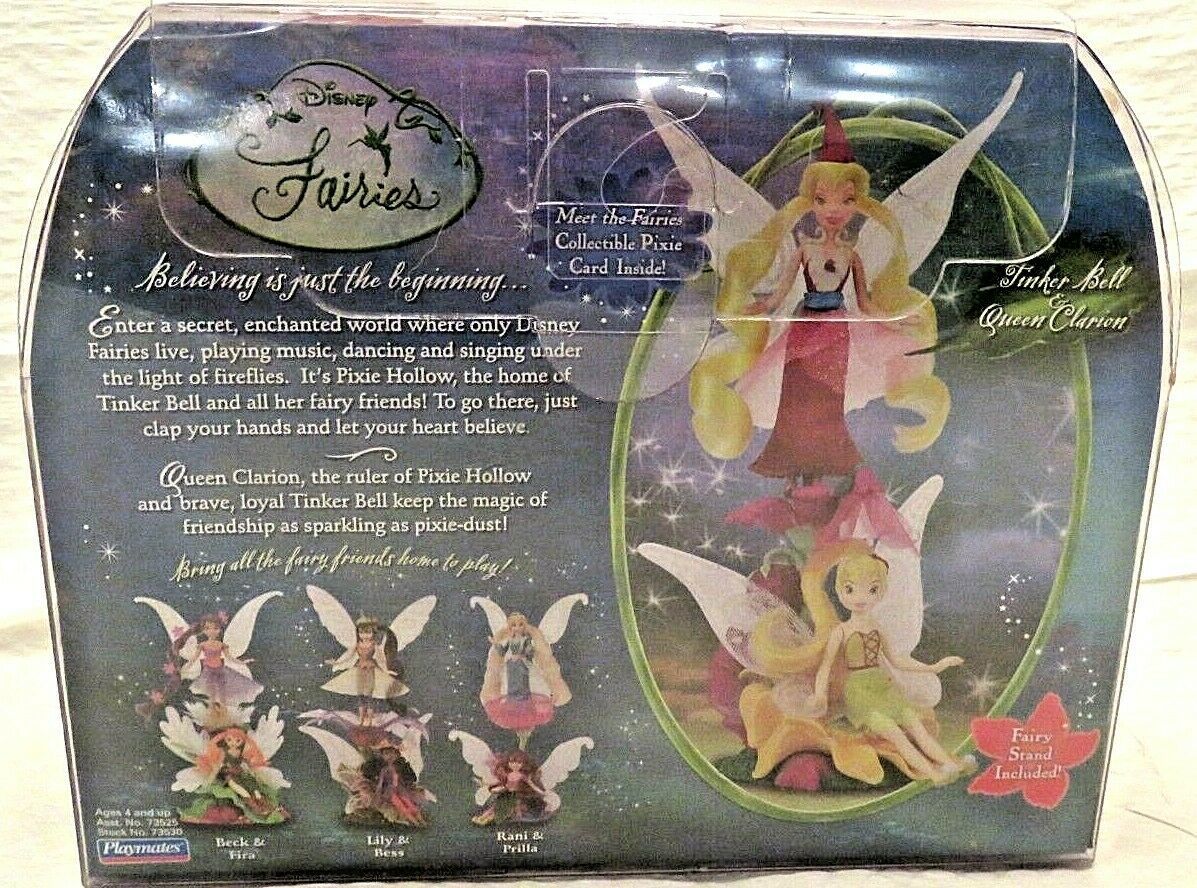 Disney
Fairies
Believing is just the beginning...
Enter a secret, enchanted world where only Disney
Fairies live, playing music, dancing and singing under
the light of fireflies. It's Pixie Hollow, the home of
Tinker Bell and all her fairy friends! To go there, just
clap your hands and let your heart believe.
Queen Clarion, the ruler of Pixie Hollow
and brave, loyal Tinker Bell keep the magic of
friendship as sparkling as pixie-dust!
Bring all the fairy friends home to play!
Meet the Fairies
Collectible Pixie
Card Inside!
Tinker Bell
&
Queen Clarion
Fairy
Stand
Included!
Ages 4 and up
Asst. No. 73525
Stock No. 73530
Playmates
Beck &
Fira
Lily &
Bess
Rani &
Prilla